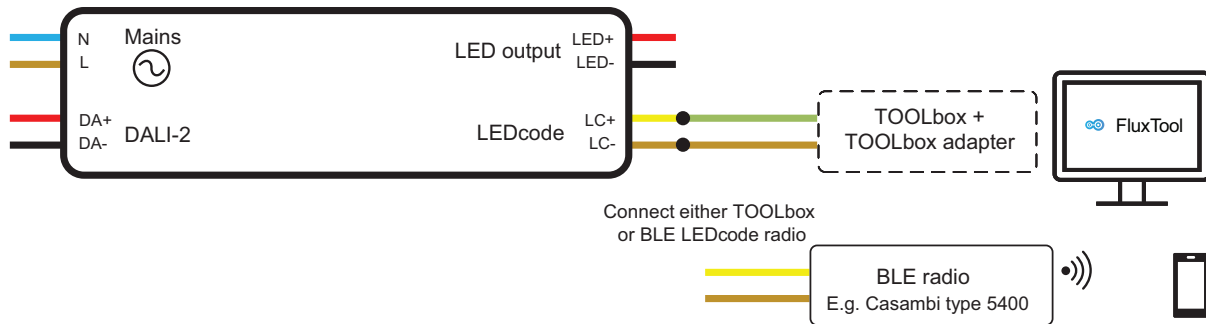 N
Mains
L
DA+
DALI-2
DA-
LED output
LED+
LED-
LEDcode
LC+
LC-
TOOLbox +
TOOLbox adapter
FluxTool
Connect either TOOLbox
or BLE LEDcode radio
BLE radio
E.g. Casambi type 5400